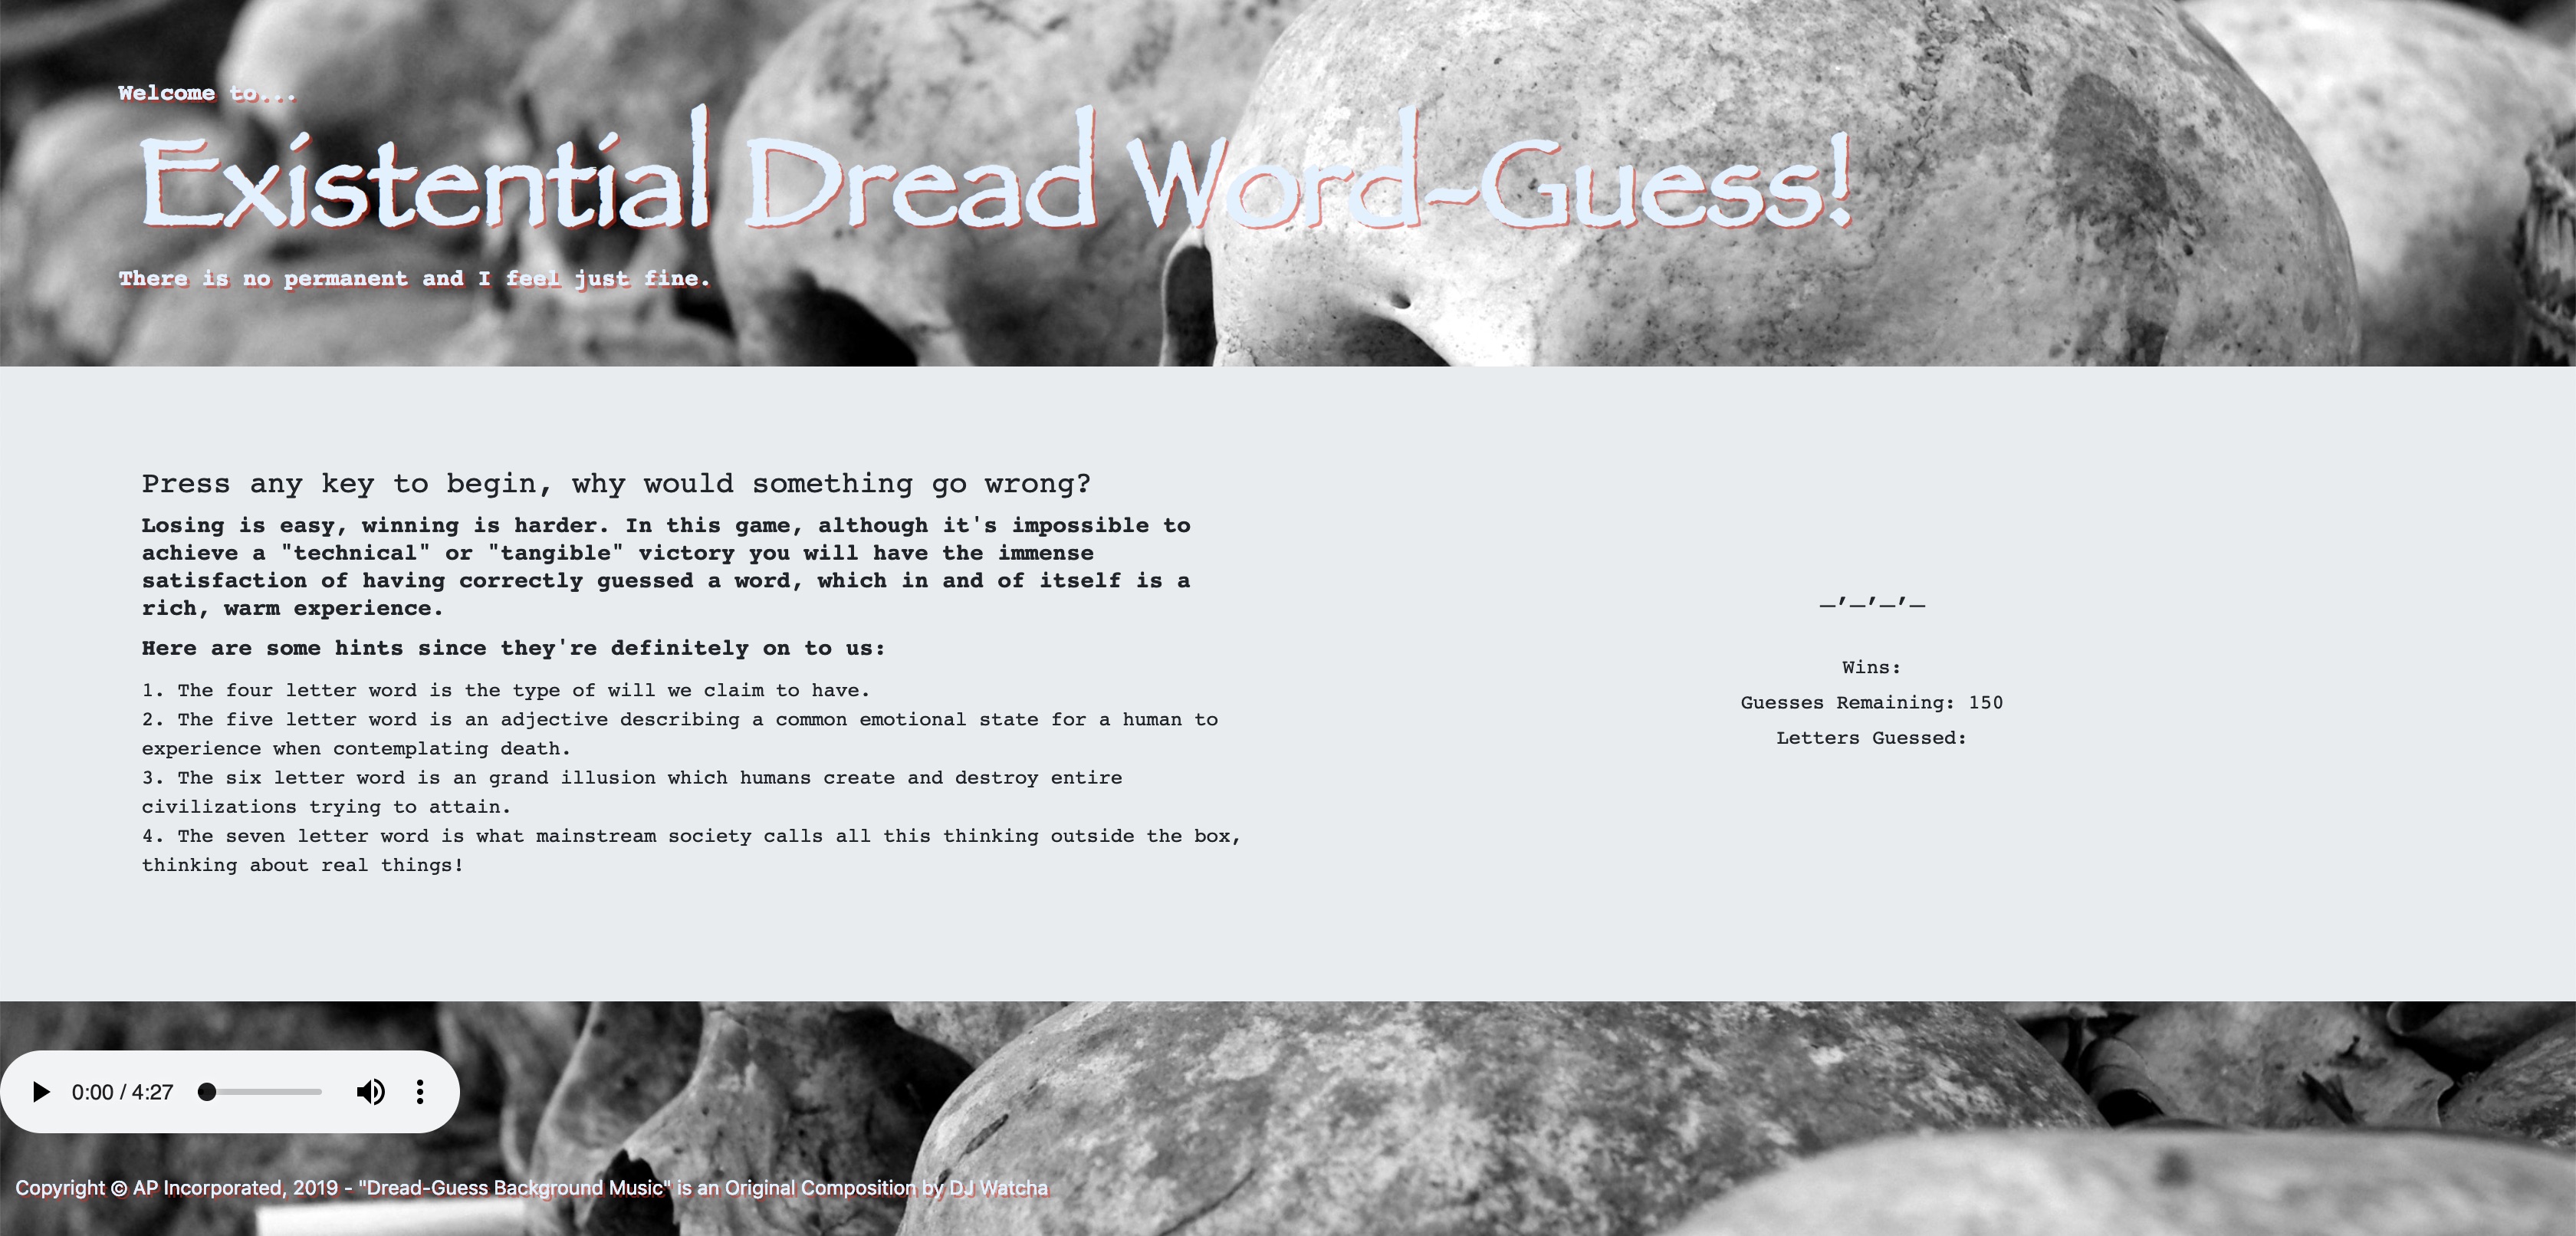 Welcome to...
Existential Dread Word-Guess!
There is no permanent and I feel just fine.
Press any key to begin, why would something go wrong?
Losing is easy, winning is harder. In this game, although it's impossible to
achieve a "technical" or "tangible" victory you will have the immense
satisfaction of having correctly guessed a word, which in and of itself is a
rich, warm experience.
Here are some hints since they're definitely on to us:
1. The four letter word is the type of will we claim to have.
2. The five letter word is an adjective describing a common emotional state for a human to
experience when contemplating death.
3. The six letter word is an grand illusion which humans create and destroy entire
civilizations trying to attain.
4. The seven letter word is what mainstream society calls all this thinking outside the box,
thinking about real things!
_,_,_,_
Wins:
Guesses Remaining: 150
Letters Guessed:
0:00 / 4:27
Copyright © AP Incorporated, 2019 - "Dread-Guess Background Music" is an Original Composition by DJ Watcha